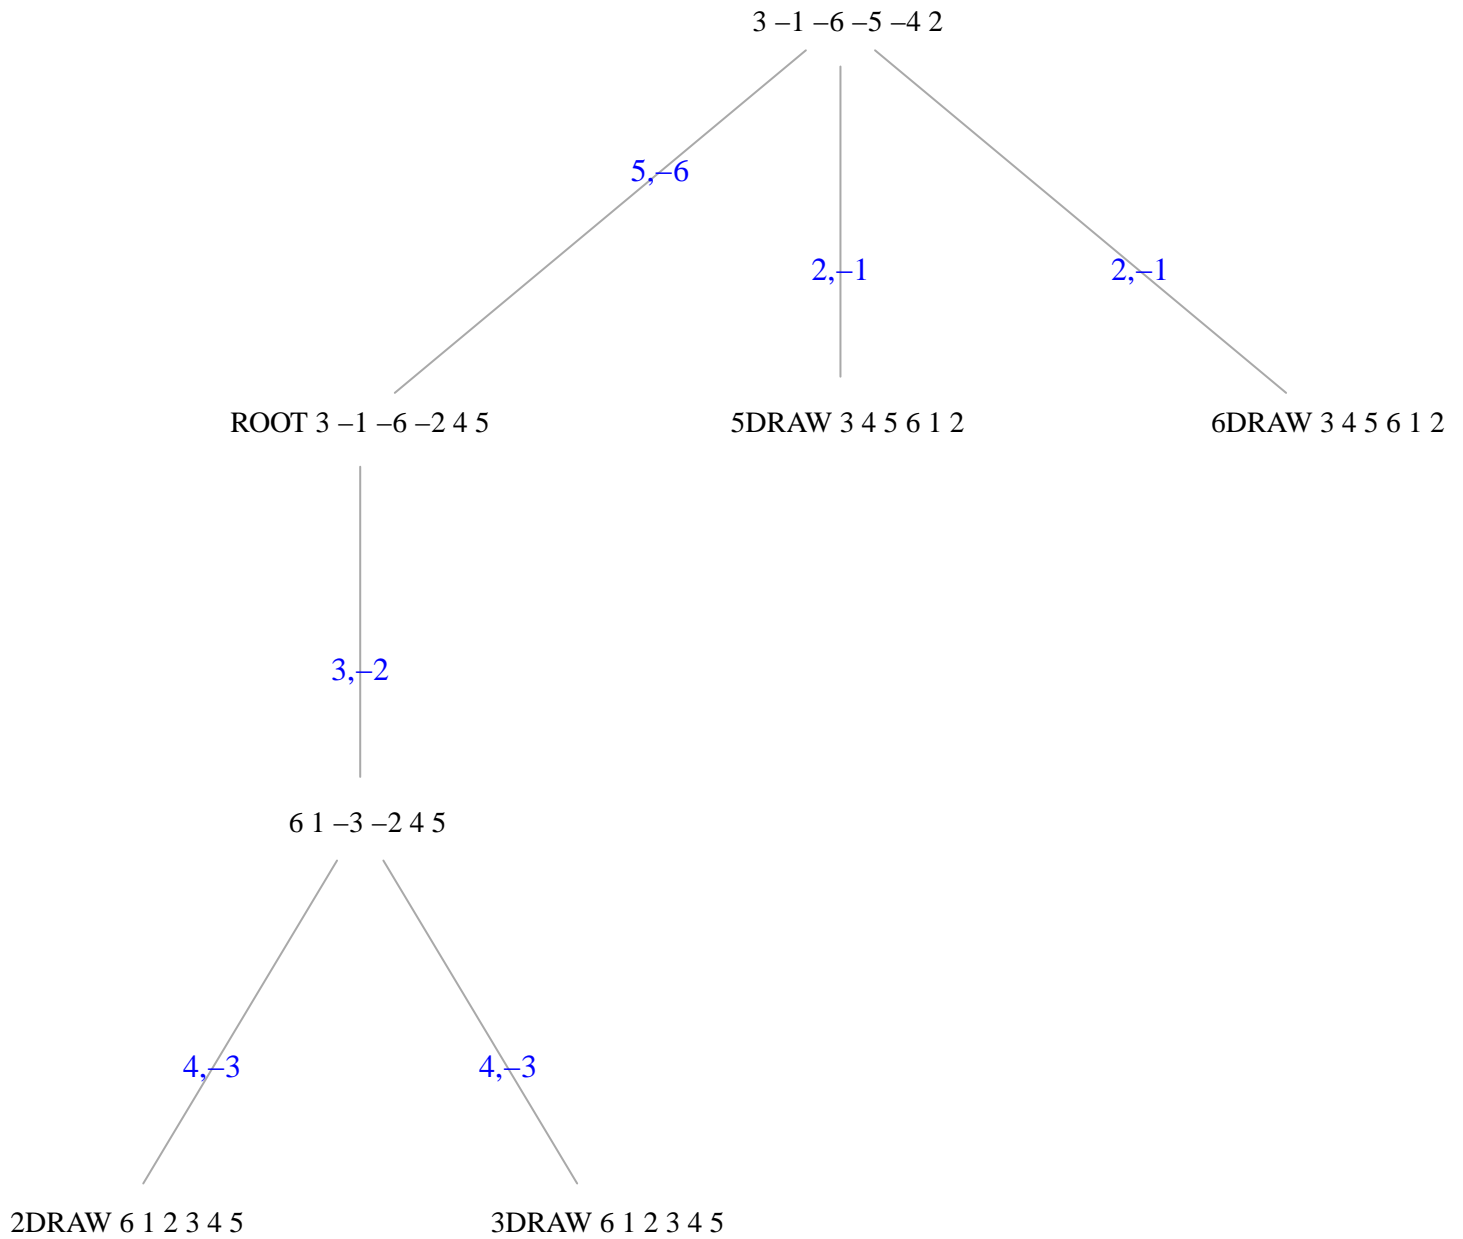 3 –1 –6 –5 –4 2
5,–6
2,–1
2,–1
ROOT 3 –1 –6 –2 4 5
5DRAW 3 4 5 6 1 2
6DRAW 3 4 5 6 1 2
3,–2
6 1 –3 –2 4 5
4,–3
4,–3
2DRAW 6 1 2 3 4 5
3DRAW 6 1 2 3 4 5